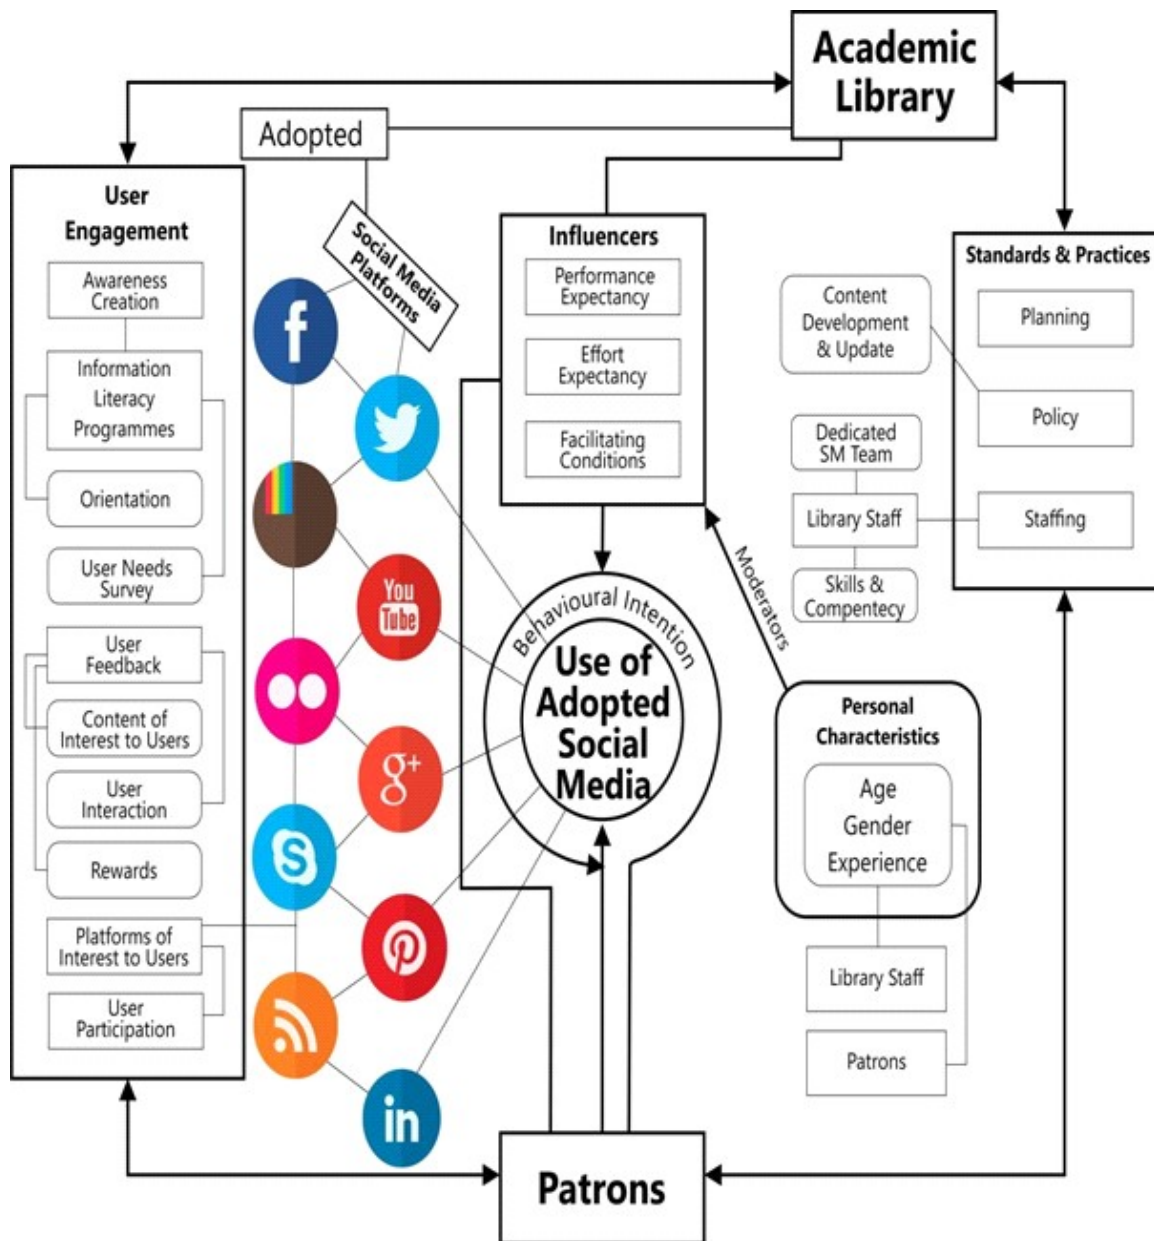 Academic
Library
Adopted
User
Engagement
Awareness
Creation
Information
Literacy
Programmes
Orientation
User Needs
Survey
User
Feedback
Content of
Interest to Users
User
Interaction
Rewards
Platforms of
Interest to Users
User
Participation
Social Media
Platforms
f
You
Tube
g+
S
in
Influencers
Performance
Expectancy
Effort
Expectancy
Facilitating
Conditions
Behavioural Intention
Use of
Adopted
Social
Media
Moderators
Standards & Practices
Planning
Policy
Staffing
Content
Development
& Update
Dedicated
SM Team
Library Staff
Skills &
Compentecy
Personal
Characteristics
Age
Gender
Experience
Library Staff
Patrons
Patrons